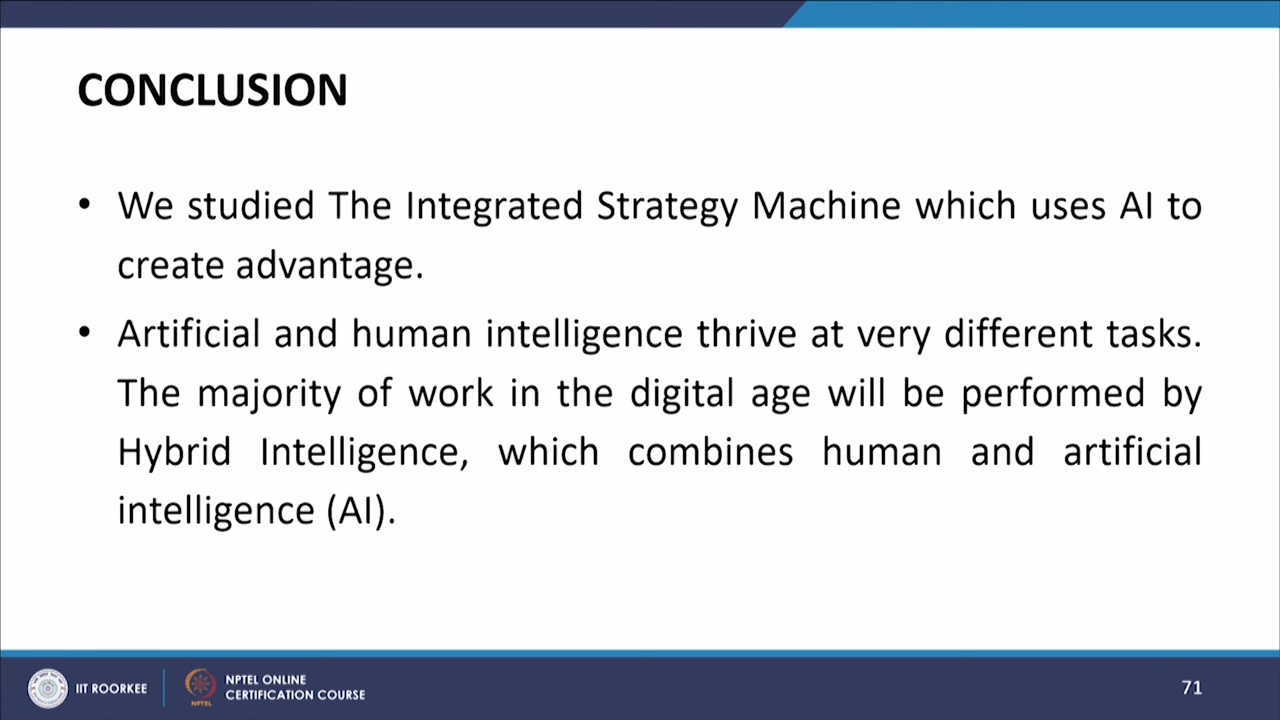 CONCLUSION
• We studied The Integrated Strategy Machine which uses AI to
create advantage.
• Artificial and human intelligence thrive at very different tasks.
The majority of work in the digital age will be performed by
Hybrid Intelligence, which combines human and artificial
intelligence (AI).
IIT ROORKEE
NPTEL
NPTEL ONLINE
CERTIFICATION COURSE
71